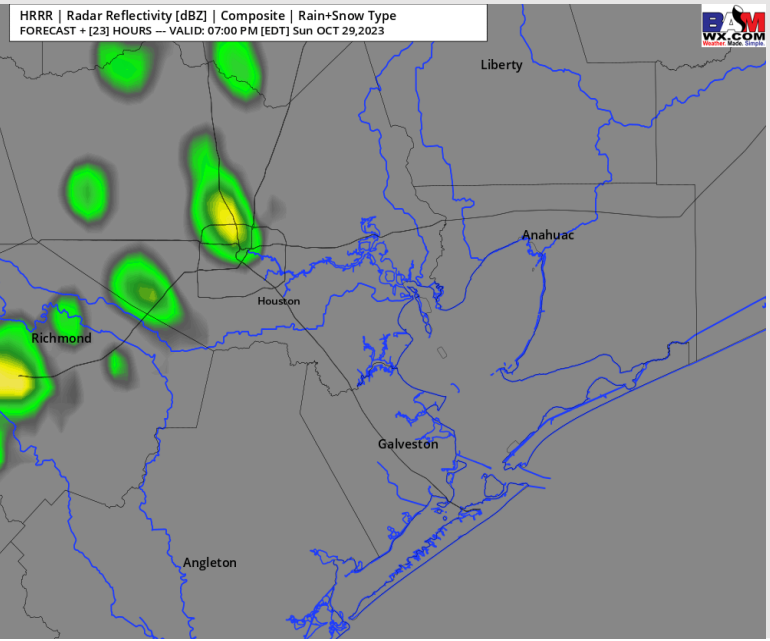 HRRR | Radar Reflectivity [dBZ] | Composite | Rain+Snow Type
FORECAST + [23] HOURS --- VALID: 07:00 PM [EDT] Sun OCT 29,2023
BAM
WX.COM
Weather. Made. Simple.
Liberty
Anahuac
Houston
Richmond
Galveston
Angleton